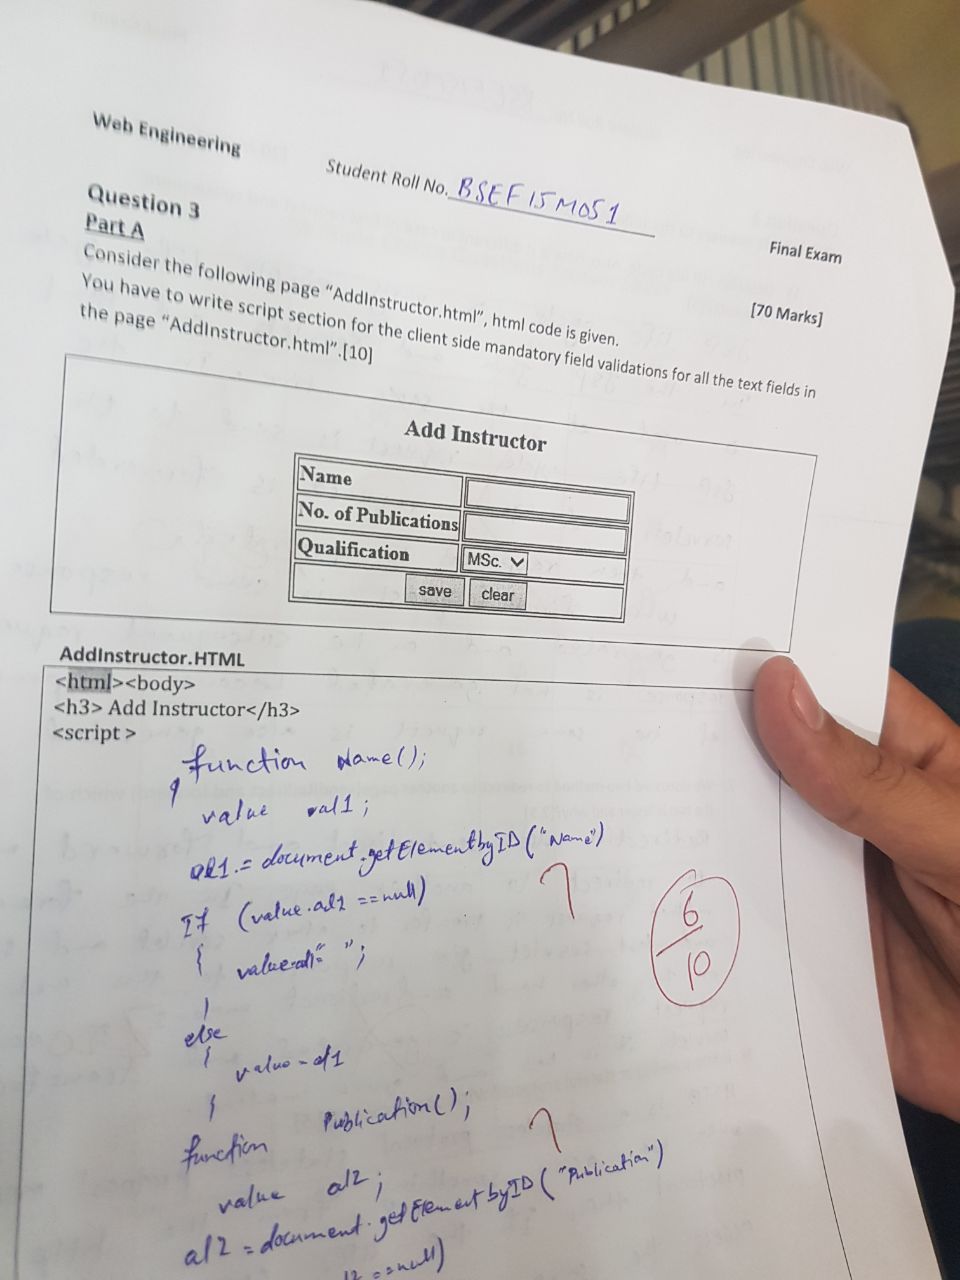 Web Engineering
Student Roll No. BSEF15M051
Final Exam
Question 3
[70 Marks]
Part A
Consider the following page "AddInstructor.html", html code is given.
You have to write script section for the client side mandatory field validations for all the text fields in
the page "AddInstructor.html".[10]
Add Instructor
Name
No. of Publications
Qualification MSc.
save clear
AddInstructor.HTML
<html><body>
<h3> Add Instructor</h3>
<script >
function Name();
{
value val1;
al1.= document.getElementbyID("Name")
If (value.al1 ==null)
{ value.al1=" ";
}
else
{ value = al1
}
function Publication();
value al2;
al2 = document.getElementbyID("Publication")
==null)
6
10